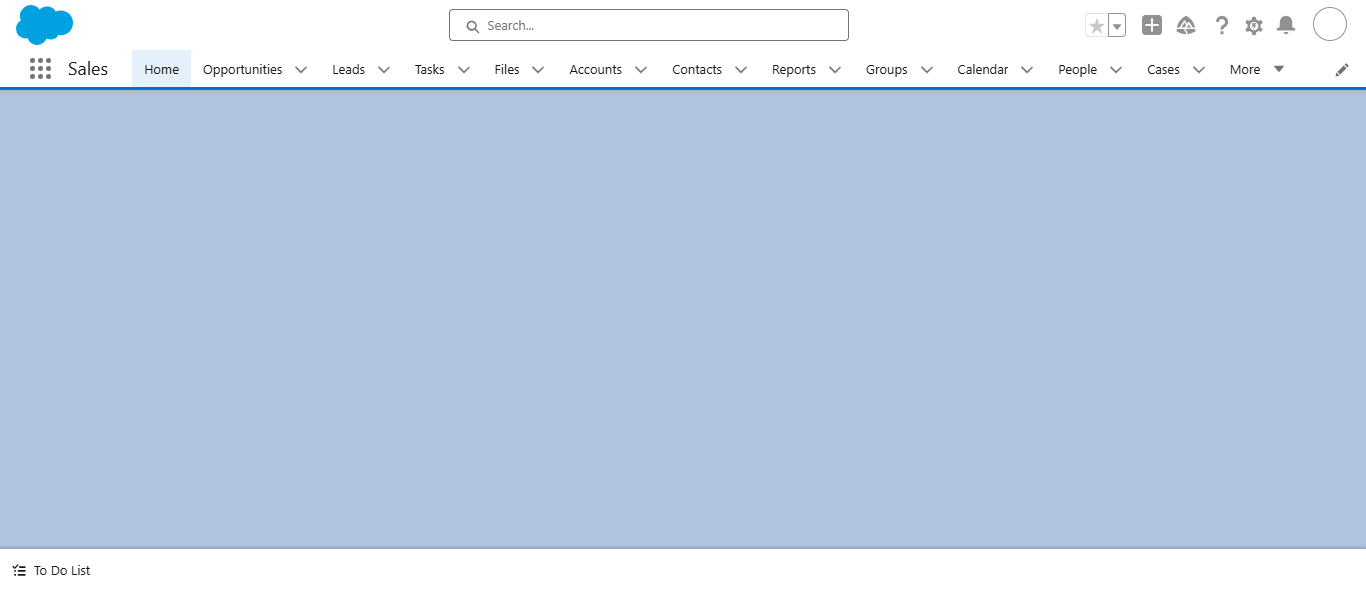 Search...
Sales
Home
Opportunities
Leads
Tasks
Files
Accounts
Contacts
Reports
Groups
Calendar
People
Cases
More
To Do List